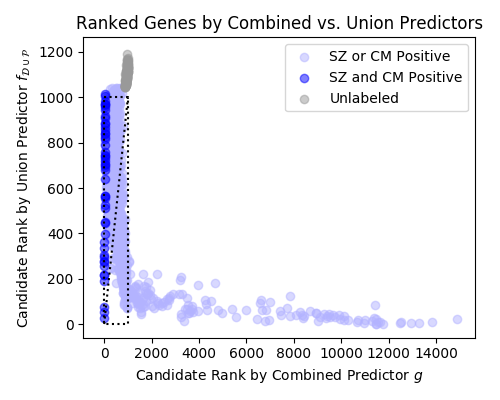 Ranked Genes by Combined vs. Union Predictors
Candidate Rank by Union Predictor f_{𝒟∪𝒫}
1200
1000
800
600
400
200
0
SZ or CM Positive
SZ and CM Positive
Unlabeled
0 2000 4000 6000 8000 10000 12000 14000
Candidate Rank by Combined Predictor g